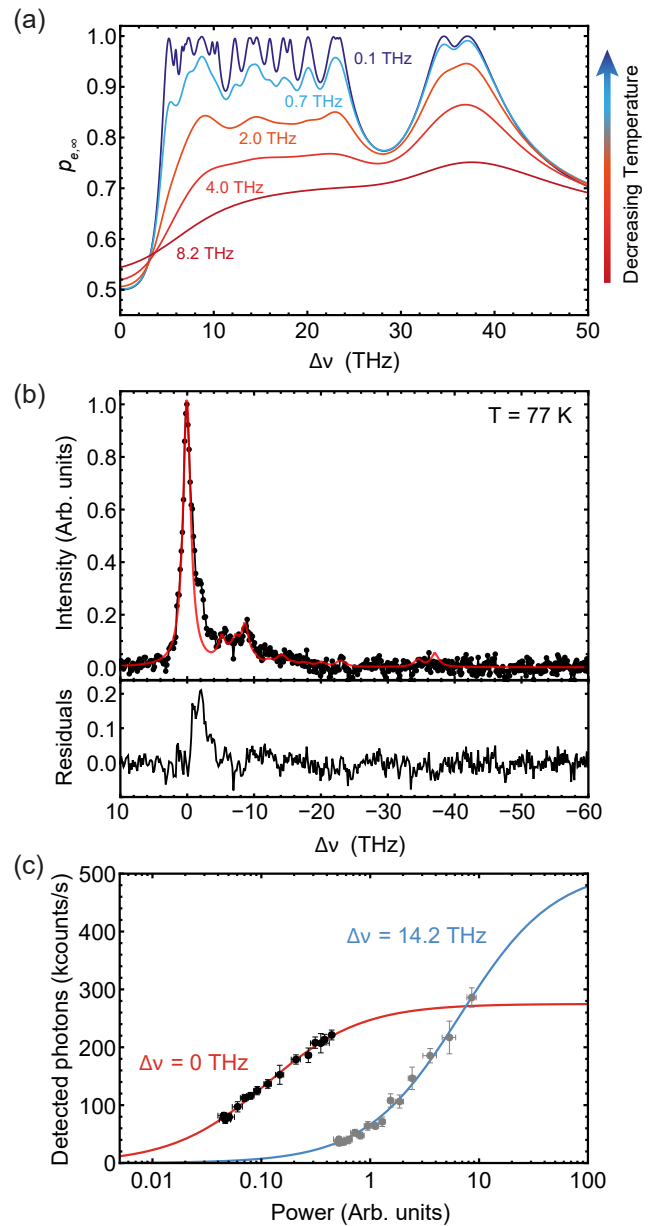 (a)
1.0
0.9
0.8
0.7
0.6
0.5
p_{e,∞}
0.1 THz
0.7 THz
2.0 THz
4.0 THz
8.2 THz
Decreasing Temperature
0
10
20
30
40
50
Δν (THz)
(b)
T = 77 K
1.0
0.8
0.6
0.4
0.2
0.0
Intensity (Arb. units)
0.2
0.1
0.0
Residuals
10
0
−10
−20
−30
−40
−50
−60
Δν (THz)
(c)
500
400
300
200
100
0
Detected photons (kcounts/s)
Δν = 14.2 THz
Δν = 0 THz
0.01
0.10
1
10
100
Power (Arb. units)